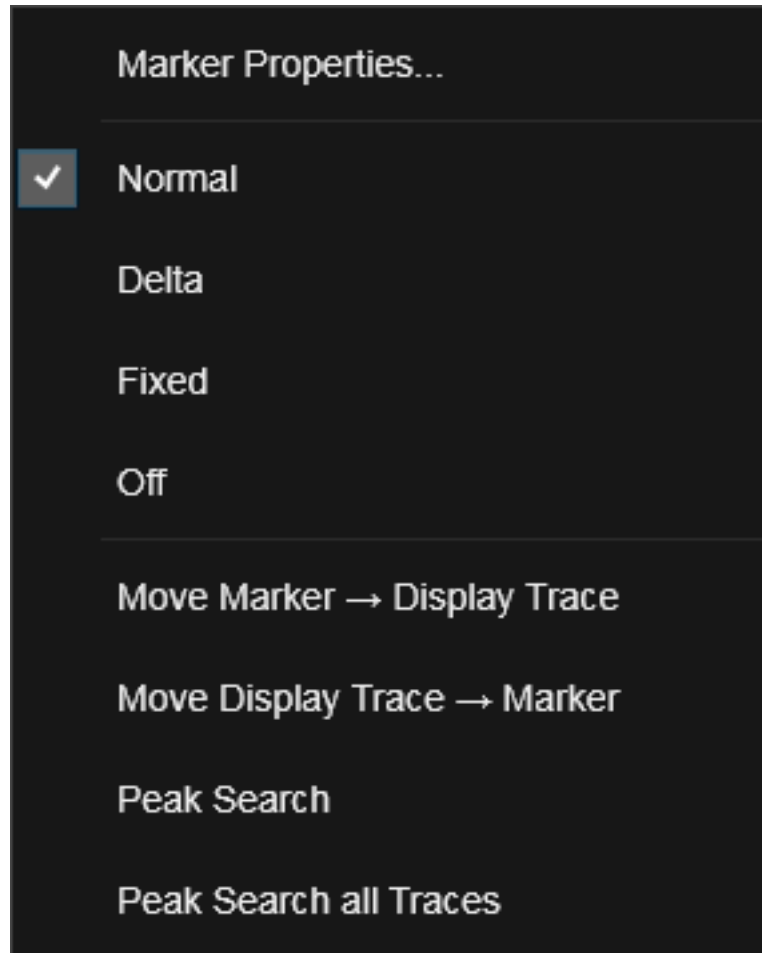 Marker Properties...
Normal
Delta
Fixed
Off
Move Marker → Display Trace
Move Display Trace → Marker
Peak Search
Peak Search all Traces